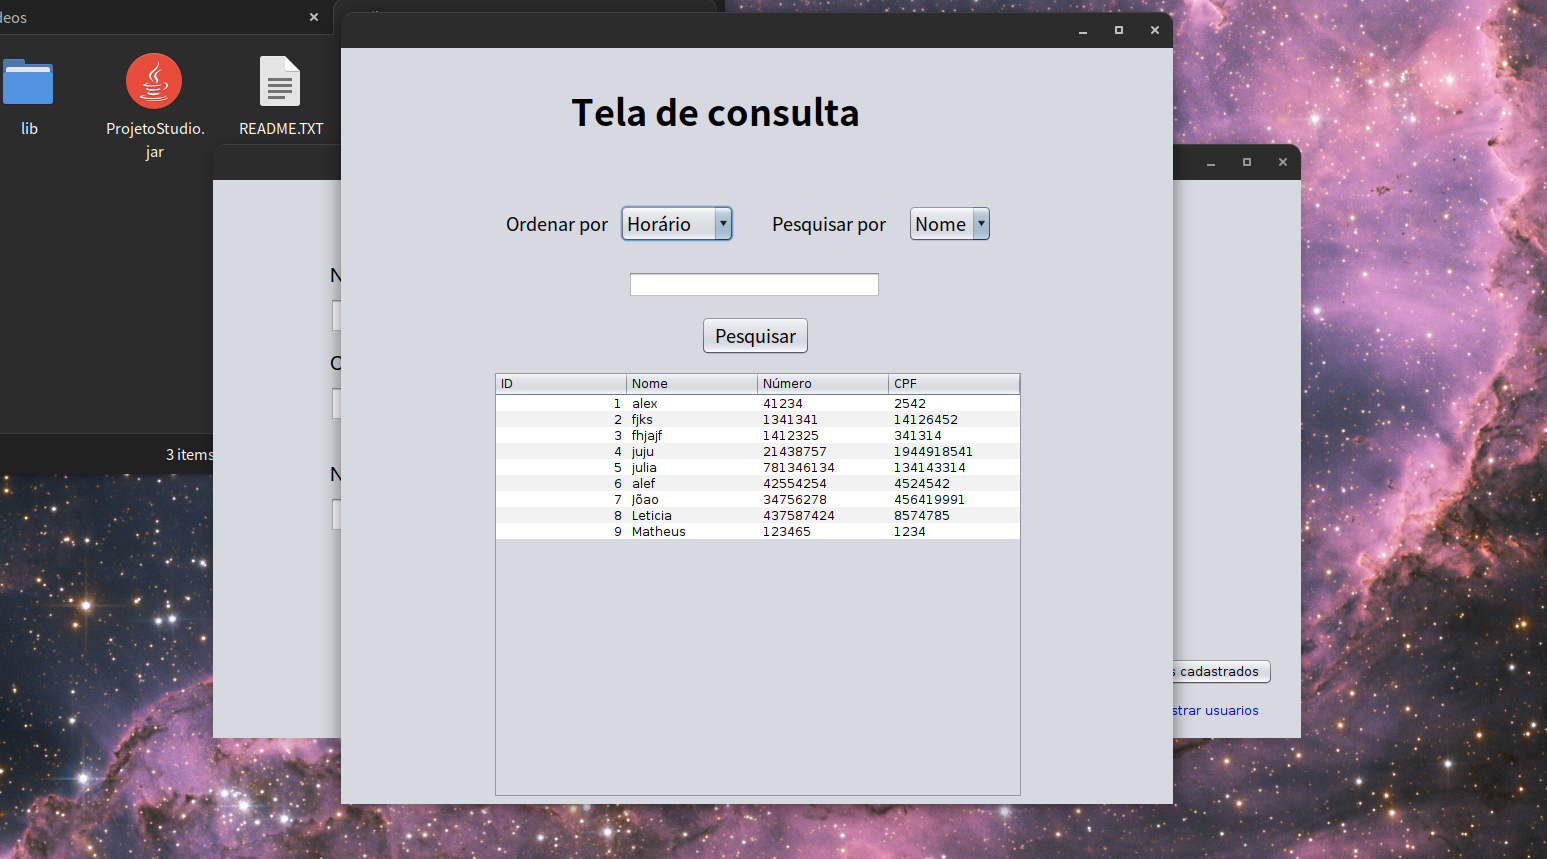 lib
ProjetoStudio.
jar
README.TXT
3 items
Tela de consulta
Ordenar por Horário Pesquisar por Nome
Pesquisar
ID Nome Número CPF
1 alex 41234 2542
2 fjks 1341341 14126452
3 fhjajf 1412325 341314
4 juju 21438757 1944918541
5 julia 781346134 134143314
6 alef 42554254 4524542
7 Jõao 34756278 456419991
8 Leticia 437587424 8574785
9 Matheus 123465 1234
cadastrados
usuarios